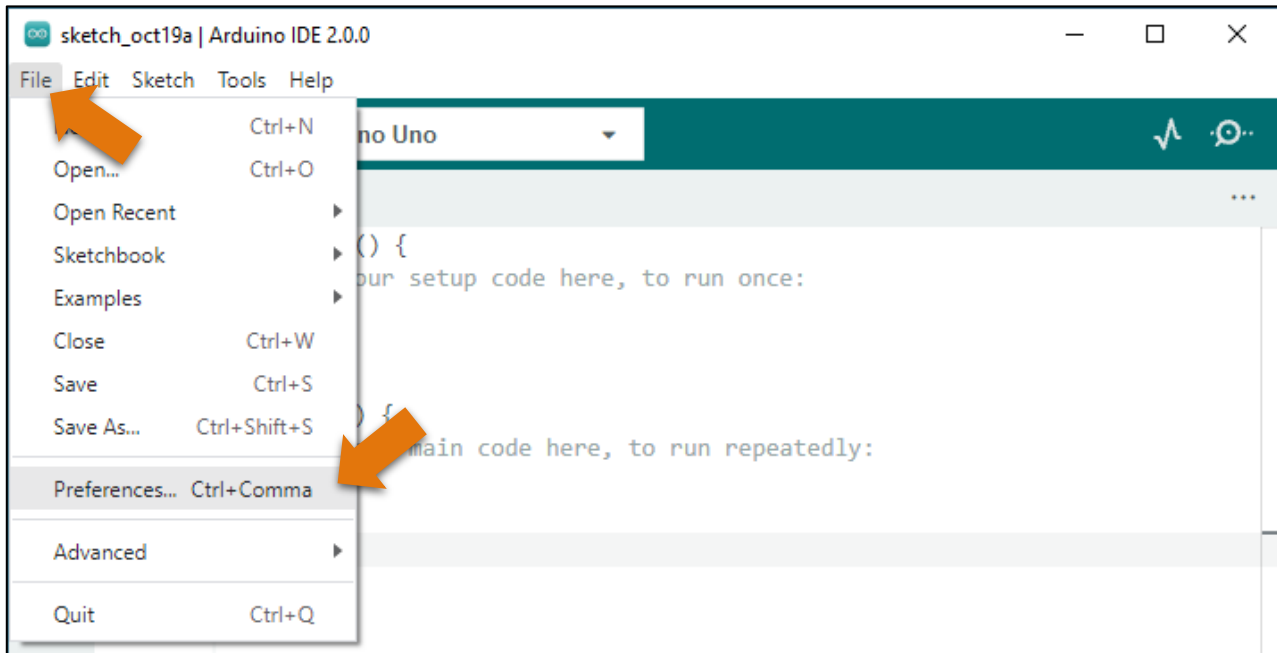 sketch_oct19a | Arduino IDE 2.0.0
File Edit Sketch Tools Help
Ctrl+N
no Uno
Open... Ctrl+O
Open Recent
Sketchbook
() {
our setup code here, to run once:
Examples
Close Ctrl+W
Save Ctrl+S
Save As... Ctrl+Shift+S
) {
main code here, to run repeatedly:
Preferences... Ctrl+Comma
Advanced
Quit Ctrl+Q